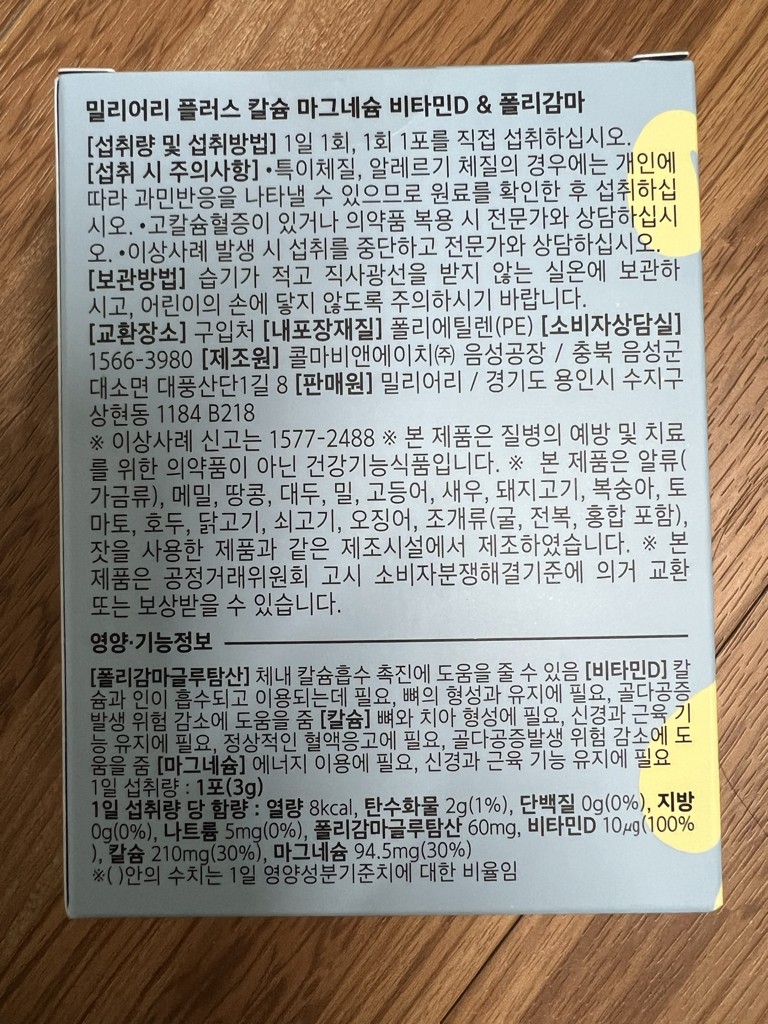 밀리어리 플러스 칼슘 마그네슘 비타민D & 폴리감마
[섭취량 및 섭취방법] 1일 1회, 1회 1포를 직접 섭취하십시오.
[섭취 시 주의사항] •특이체질, 알레르기 체질의 경우에는 개인에
따라 과민반응을 나타낼 수 있으므로 원료를 확인한 후 섭취하십
시오. •고칼슘혈증이 있거나 의약품 복용 시 전문가와 상담하십시
오. •이상사례 발생 시 섭취를 중단하고 전문가와 상담하십시오.
[보관방법] 습기가 적고 직사광선을 받지 않는 실온에 보관하
시고, 어린이의 손에 닿지 않도록 주의하시기 바랍니다.
[교환장소] 구입처 [내포장재질] 폴리에틸렌(PE) [소비자상담실]
1566-3980 [제조원] 콜마비앤에이치㈜ 음성공장 / 충북 음성군
대소면 대풍산단1길 8 [판매원] 밀리어리 / 경기도 용인시 수지구
상현동 1184 B218
※ 이상사례 신고는 1577-2488 ※ 본 제품은 질병의 예방 및 치료
를 위한 의약품이 아닌 건강기능식품입니다. ※ 본 제품은 알류(
가금류), 메밀, 땅콩, 대두, 밀, 고등어, 새우, 돼지고기, 복숭아, 토
마토, 호두, 닭고기, 쇠고기, 오징어, 조개류(굴, 전복, 홍합 포함),
잣을 사용한 제품과 같은 제조시설에서 제조하였습니다. ※ 본
제품은 공정거래위원회 고시 소비자분쟁해결기준에 의거 교환
또는 보상받을 수 있습니다.
영양·기능정보
[폴리감마글루탐산] 체내 칼슘흡수 촉진에 도움을 줄 수 있음 [비타민D] 칼
슘과 인이 흡수되고 이용되는데 필요, 뼈의 형성과 유지에 필요, 골다공증
발생 위험 감소에 도움을 줌 [칼슘] 뼈와 치아 형성에 필요, 신경과 근육 기
능 유지에 필요, 정상적인 혈액응고에 필요, 골다공증발생 위험 감소에 도
움을 줌 [마그네슘] 에너지 이용에 필요, 신경과 근육 기능 유지에 필요
1일 섭취량 : 1포(3g)
1일 섭취량 당 함량 : 열량 8kcal, 탄수화물 2g(1%), 단백질 0g(0%), 지방
0g(0%), 나트륨 5mg(0%), 폴리감마글루탐산 60mg, 비타민D 10㎍(100%
), 칼슘 210mg(30%), 마그네슘 94.5mg(30%)
※( )안의 수치는 1일 영양성분기준치에 대한 비율임